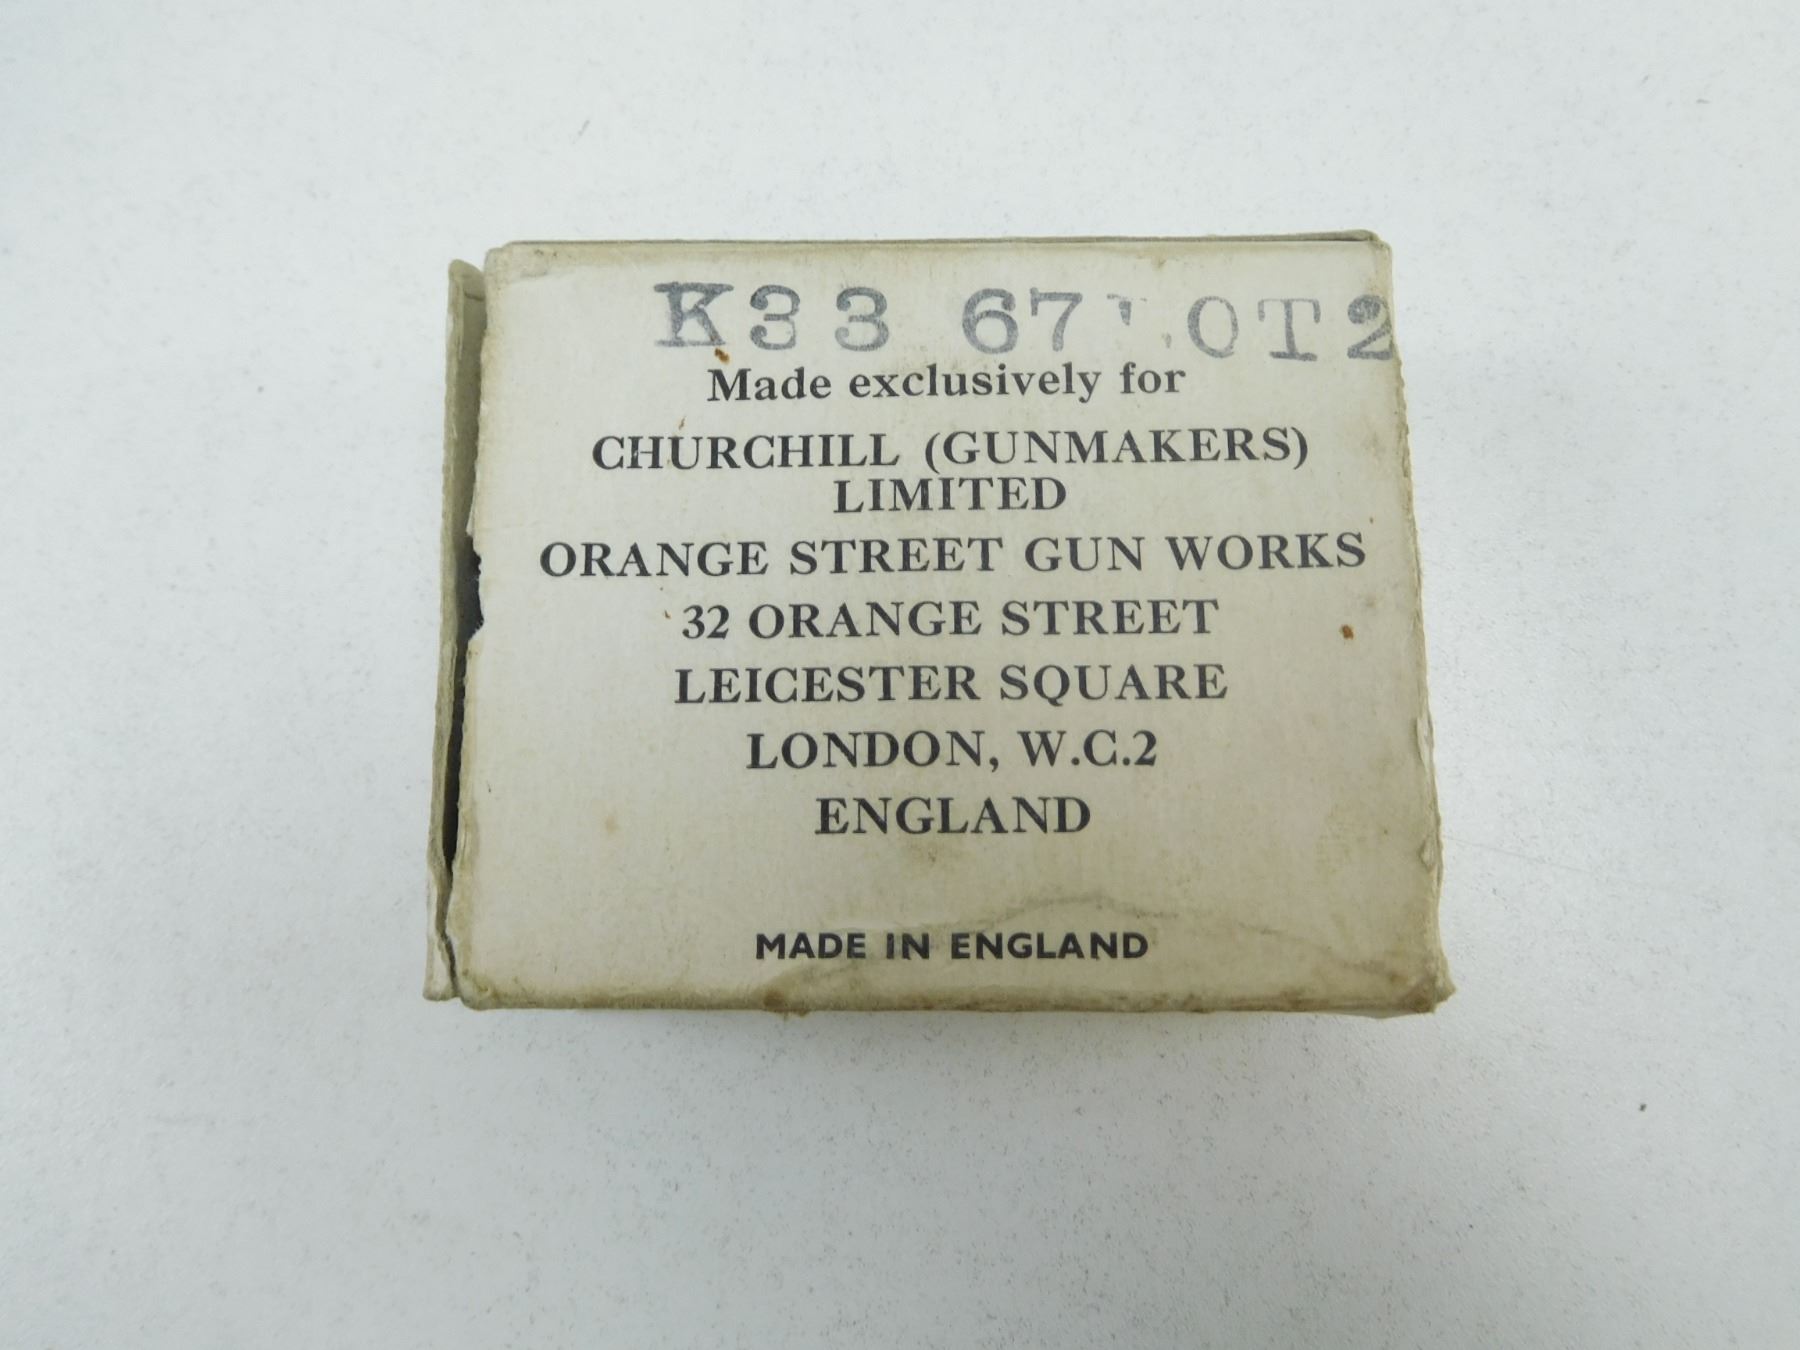 K33 67
Made exclusively for
CHURCHILL (GUNMAKERS)
LIMITED
ORANGE STREET GUN WORKS
32 ORANGE STREET
LEICESTER SQUARE
LONDON, W.C.2
ENGLAND
MADE IN ENGLAND